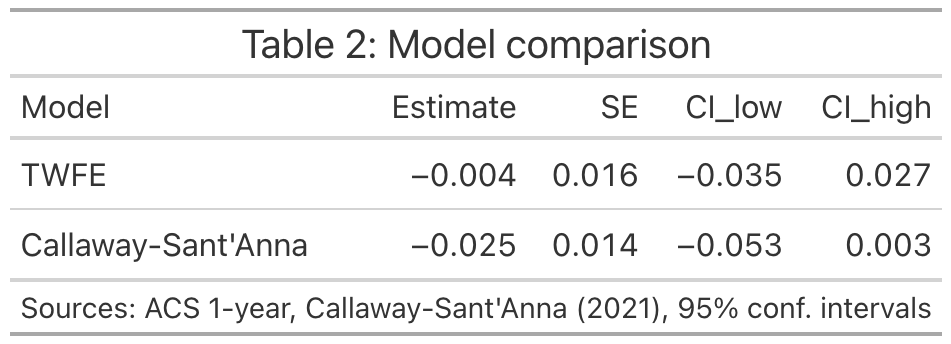 Table 2: Model comparison
Model Estimate SE CI_low CI_high
TWFE −0.004 0.016 −0.035 0.027
Callaway-Sant'Anna −0.025 0.014 −0.053 0.003
Sources: ACS 1-year, Callaway-Sant'Anna (2021), 95% conf. intervals